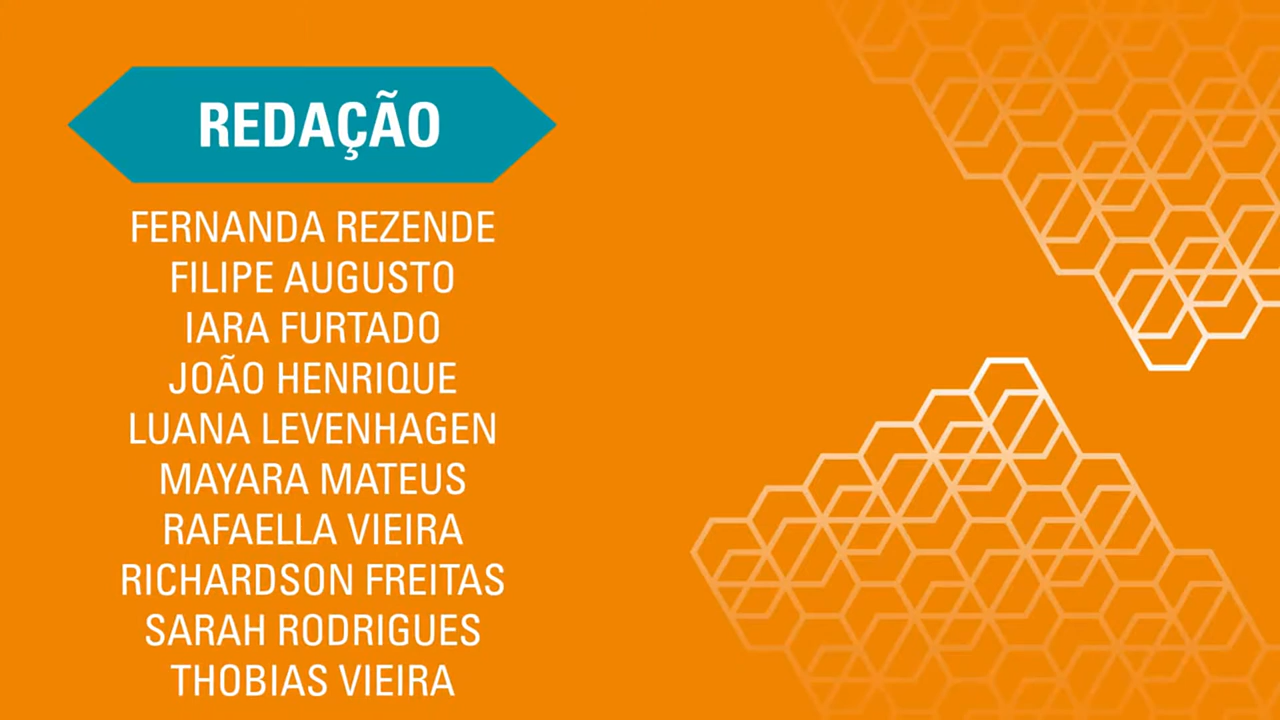 REDAÇÃO
FERNANDA REZENDE
FILIPE AUGUSTO
IARA FURTADO
JOÃO HENRIQUE
LUANA LEVENHAGEN
MAYARA MATEUS
RAFAELLA VIEIRA
RICHARDSON FREITAS
SARAH RODRIGUES
THOBIAS VIEIRA